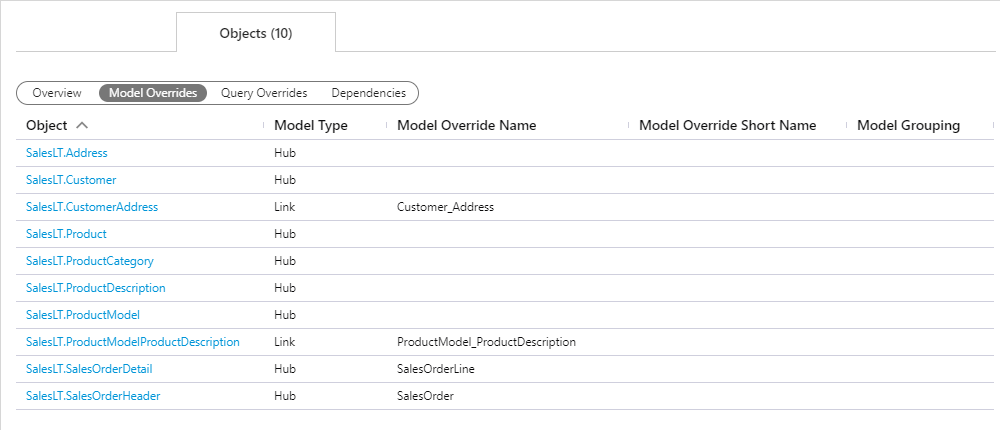 Objects (10)
Overview Model Overrides Query Overrides Dependencies
Object Model Type Model Override Name Model Override Short Name Model Grouping
SalesLT.Address Hub
SalesLT.Customer Hub
SalesLT.CustomerAddress Link Customer_Address
SalesLT.Product Hub
SalesLT.ProductCategory Hub
SalesLT.ProductDescription Hub
SalesLT.ProductModel Hub
SalesLT.ProductModelProductDescription Link ProductModel_ProductDescription
SalesLT.SalesOrderDetail Hub SalesOrderLine
SalesLT.SalesOrderHeader Hub SalesOrder